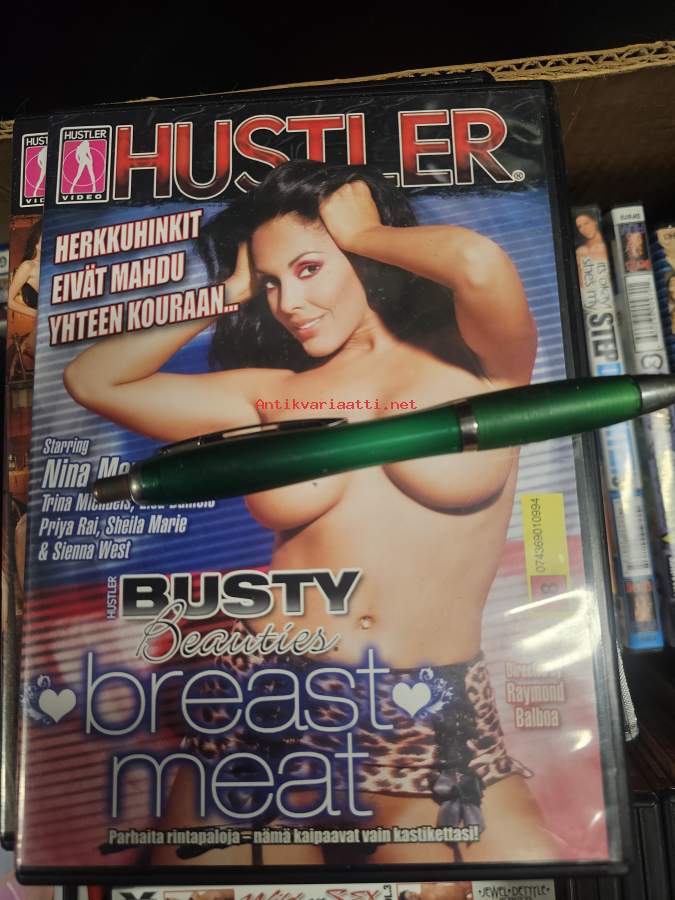 HUSTLER
VIDEO
HUSTLER®
HERKKUHINKIT
EIVÄT MAHDU
YHTEEN KOURAAN...
Antikvariaatti.net
Starring
Nina
Trina
Priya Rai, Sheila Marie
& Sienna West
HUSTLER
BUSTY
Beauties
breast
meat
Raymond
Balboa
Parhaita rintapaloja – nämä kaipaavat vain kastikettasi!
STEP